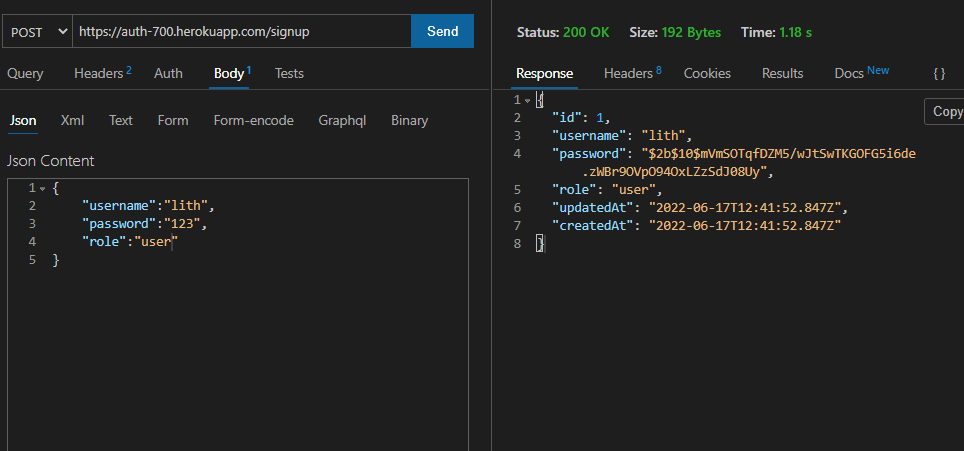 POST https://auth-700.herokuapp.com/signup Send
Query Headers 2 Auth Body 1 Tests
Json Xml Text Form Form-encode Graphql Binary
Json Content
1 {
2 "username":"lith",
3 "password":"123",
4 "role":"user"
5 }
Status: 200 OK Size: 192 Bytes Time: 1.18 s
Response Headers 8 Cookies Results Docs New { }
Copy
1 {
2 "id": 1,
3 "username": "lith",
4 "password": "$2b$10$mVmSOTqfDZM5/wJtSwTKGOFG5i6de
.zWBr9OVpO94OxLZzSdJ08Uy",
5 "role": "user",
6 "updatedAt": "2022-06-17T12:41:52.847Z",
7 "createdAt": "2022-06-17T12:41:52.847Z"
8 }